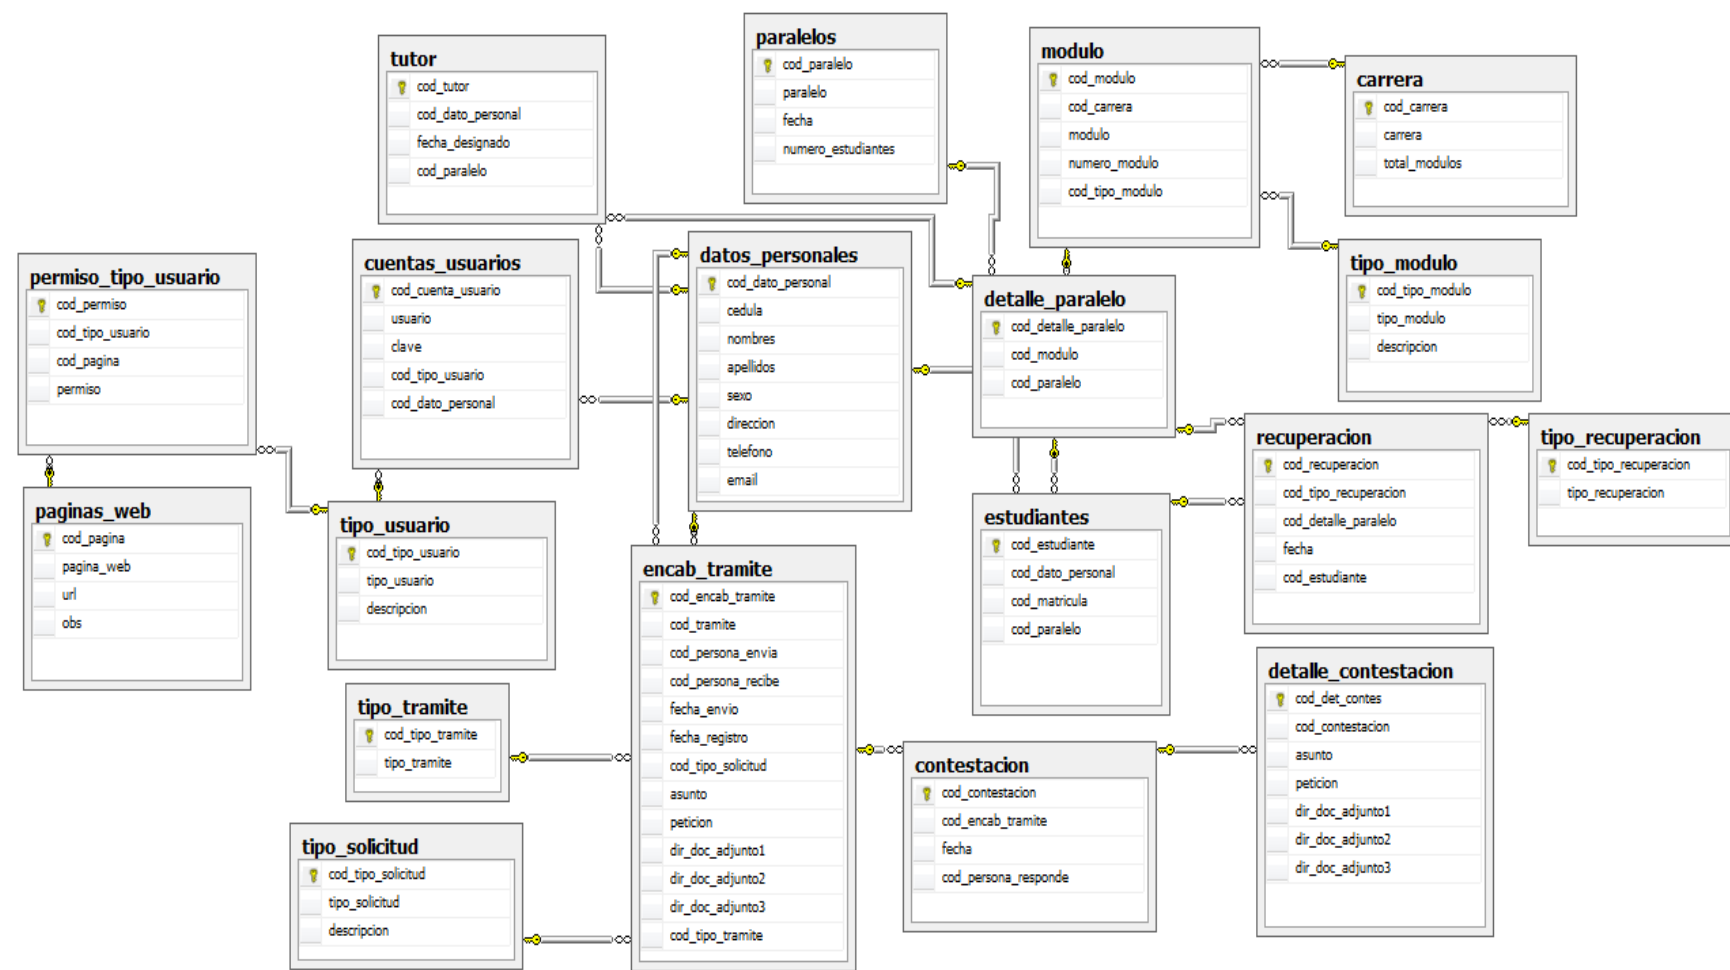 tutor
cod_tutor
cod_dato_personal
fecha_designado
cod_paralelo
paralelos
cod_paralelo
paralelo
fecha
numero_estudiantes
modulo
cod_modulo
cod_carrera
modulo
numero_modulo
cod_tipo_modulo
carrera
cod_carrera
carrera
total_modulos
permiso_tipo_usuario
cod_permiso
cod_tipo_usuario
cod_pagina
permiso
cuentas_usuarios
cod_cuenta_usuario
usuario
clave
cod_tipo_usuario
cod_dato_personal
datos_personales
cod_dato_personal
cedula
nombres
apellidos
sexo
direccion
telefono
email
detalle_paralelo
cod_detalle_paralelo
cod_modulo
cod_paralelo
tipo_modulo
cod_tipo_modulo
tipo_modulo
descripcion
paginas_web
cod_pagina
pagina_web
url
obs
tipo_usuario
cod_tipo_usuario
tipo_usuario
descripcion
recuperacion
cod_recuperacion
cod_tipo_recuperacion
cod_detalle_paralelo
fecha
cod_estudiante
tipo_recuperacion
cod_tipo_recuperacion
tipo_recuperacion
estudiantes
cod_estudiante
cod_dato_personal
cod_matricula
cod_paralelo
encab_tramite
cod_encab_tramite
cod_tramite
cod_persona_envia
cod_persona_recibe
fecha_envio
fecha_registro
cod_tipo_solicitud
asunto
peticion
dir_doc_adjunto1
dir_doc_adjunto2
dir_doc_adjunto3
cod_tipo_tramite
tipo_tramite
cod_tipo_tramite
tipo_tramite
tipo_solicitud
cod_tipo_solicitud
tipo_solicitud
descripcion
contestacion
cod_contestacion
cod_encab_tramite
fecha
cod_persona_responde
detalle_contestacion
cod_det_contes
cod_contestacion
asunto
peticion
dir_doc_adjunto1
dir_doc_adjunto2
dir_doc_adjunto3